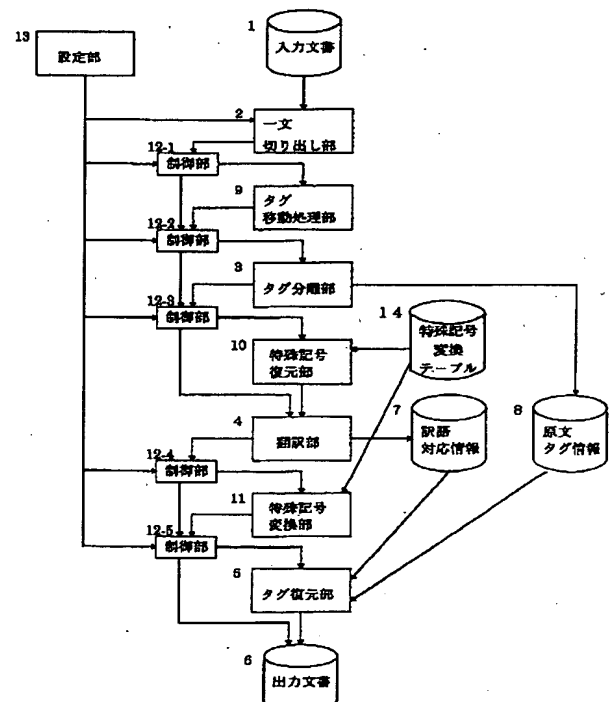 13
設定部
1
入力文書
2
一文
切り出し部
12-1
制御部
9
タグ
移動処理部
12-2
制御部
3
タグ分離部
12-3
制御部
14
特殊記号
変換
テーブル
10
特殊記号
復元部
4
翻訳部
7
訳語
対応情報
8
原文
タグ情報
12-4
制御部
11
特殊記号
変換部
12-5
制御部
5
タグ復元部
6
出力文書